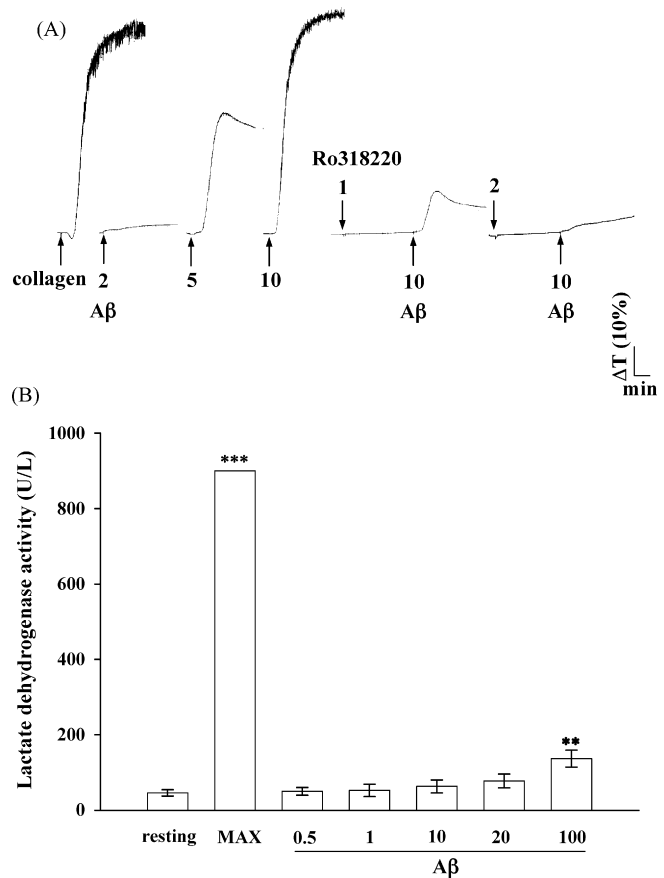 (A)
Ro318220
1
2
collagen 2 5 10 10 10
Aβ Aβ Aβ
ΔT (10%)
min
(B)
Lactate dehydrogenase activity (U/L)
1000
800
600
400
200
0
***
**
resting MAX 0.5 1 10 20 100
Aβ